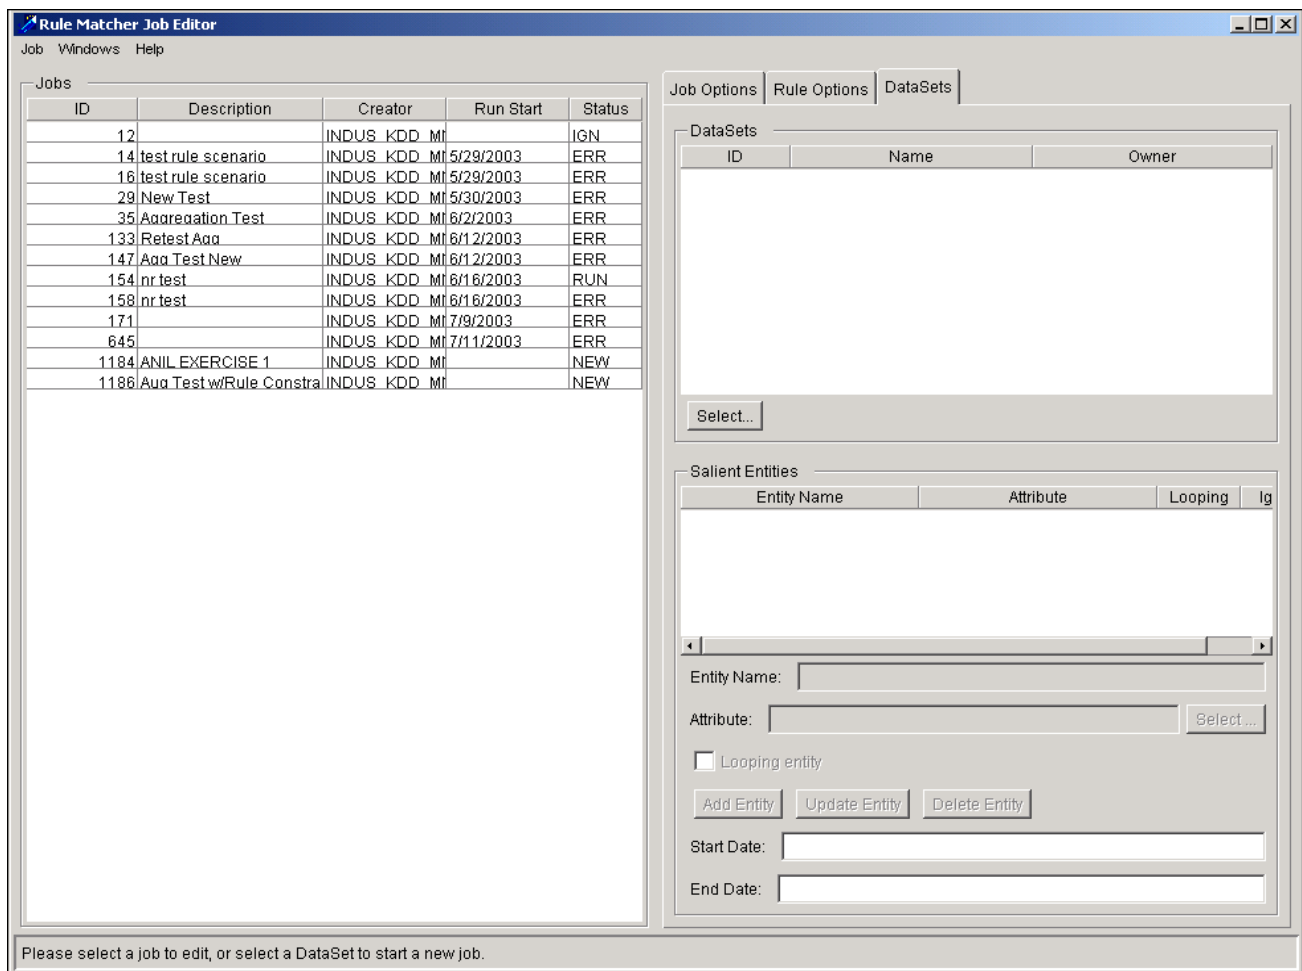 Rule Matcher Job Editor
Job Windows Help
Jobs
ID Description Creator Run Start Status
12 INDUS_KDD_MI IGN
14 test rule scenario INDUS_KDD_MI 5/29/2003 ERR
16 test rule scenario INDUS_KDD_MI 5/29/2003 ERR
29 New Test INDUS_KDD_MI 5/30/2003 ERR
35 Aggregation Test INDUS_KDD_MI 6/2/2003 ERR
133 Retest Agg INDUS_KDD_MI 6/12/2003 ERR
147 Agg Test New INDUS_KDD_MI 6/12/2003 ERR
154 nr test INDUS_KDD_MI 6/16/2003 RUN
158 nr test INDUS_KDD_MI 6/16/2003 ERR
171 INDUS_KDD_MI 7/9/2003 ERR
645 INDUS_KDD_MI 7/11/2003 ERR
1184 ANIL EXERCISE 1 INDUS_KDD_MI NEW
1186 Aug Test w/Rule Constra INDUS_KDD_MI NEW
Job Options Rule Options DataSets
DataSets
ID Name Owner
Select...
Salient Entities
Entity Name Attribute Looping Ig
Entity Name:
Attribute: Select ...
Looping entity
Add Entity Update Entity Delete Entity
Start Date:
End Date:
Please select a job to edit, or select a DataSet to start a new job.